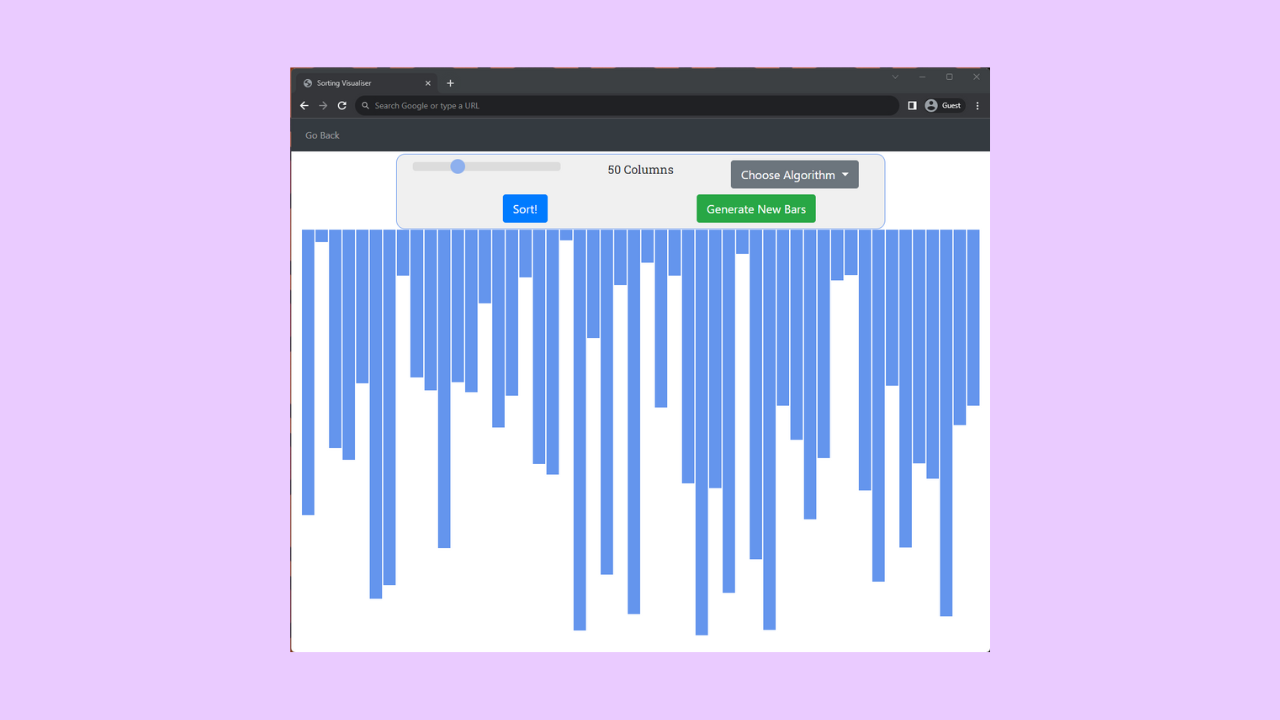 Sorting Visualiser
Search Google or type a URL
Guest
Go Back
50 Columns
Choose Algorithm
Sort!
Generate New Bars